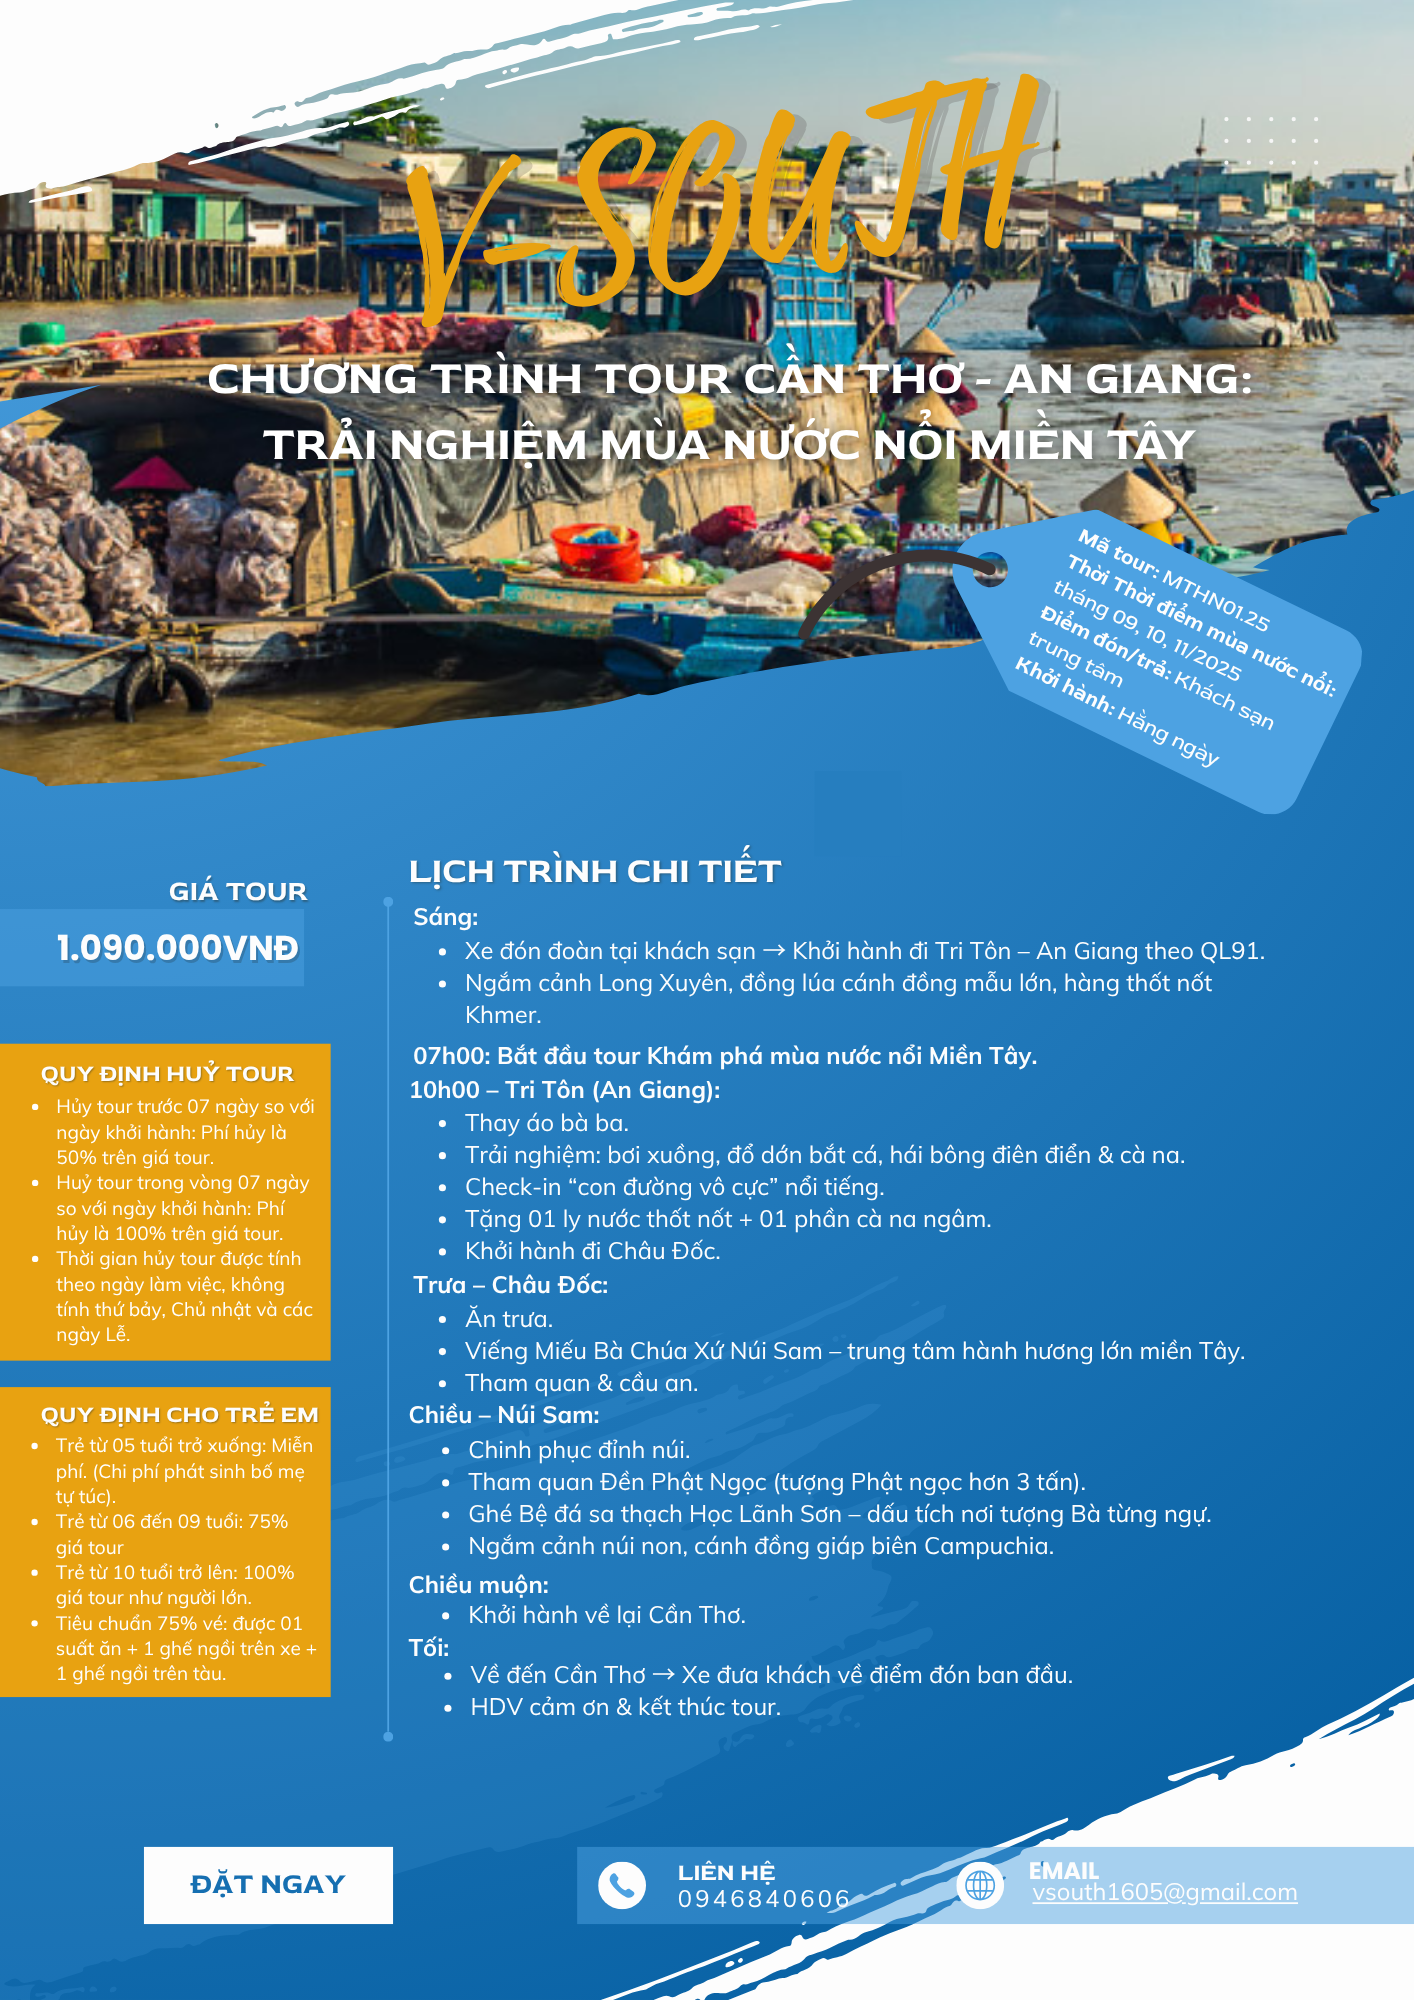 V-SOUTH
CHƯƠNG TRÌNH TOUR CẦN THƠ - AN GIANG:
TRẢI NGHIỆM MÙA NƯỚC NỔI MIỀN TÂY
Mã tour: MTHN01.25
Thời Thời điểm mùa nước nổi:
tháng 09, 10, 11/2025
Điểm đón/trả: Khách sạn
trung tâm
Khởi hành: Hằng ngày
GIÁ TOUR
1.090.000VNĐ
QUY ĐỊNH HUỶ TOUR
• Hủy tour trước 07 ngày so với
ngày khởi hành: Phí hủy là
50% trên giá tour.
• Huỷ tour trong vòng 07 ngày
so với ngày khởi hành: Phí
hủy là 100% trên giá tour.
• Thời gian hủy tour được tính
theo ngày làm việc, không
tính thứ bảy, Chủ nhật và các
ngày Lễ.
QUY ĐỊNH CHO TRẺ EM
• Trẻ từ 05 tuổi trở xuống: Miễn
phí. (Chi phí phát sinh bố mẹ
tự túc).
• Trẻ từ 06 đến 09 tuổi: 75%
giá tour
• Trẻ từ 10 tuổi trở lên: 100%
giá tour như người lớn.
• Tiêu chuẩn 75% vé: được 01
suất ăn + 1 ghế ngồi trên xe +
1 ghế ngồi trên tàu.
LỊCH TRÌNH CHI TIẾT
Sáng:
• Xe đón đoàn tại khách sạn → Khởi hành đi Tri Tôn – An Giang theo QL91.
• Ngắm cảnh Long Xuyên, đồng lúa cánh đồng mẫu lớn, hàng thốt nốt
Khmer.
07h00: Bắt đầu tour Khám phá mùa nước nổi Miền Tây.
10h00 – Tri Tôn (An Giang):
• Thay áo bà ba.
• Trải nghiệm: bơi xuồng, đổ dớn bắt cá, hái bông điên điển & cà na.
• Check-in “con đường vô cực” nổi tiếng.
• Tặng 01 ly nước thốt nốt + 01 phần cà na ngâm.
• Khởi hành đi Châu Đốc.
Trưa – Châu Đốc:
• Ăn trưa.
• Viếng Miếu Bà Chúa Xứ Núi Sam – trung tâm hành hương lớn miền Tây.
• Tham quan & cầu an.
Chiều – Núi Sam:
• Chinh phục đỉnh núi.
• Tham quan Đền Phật Ngọc (tượng Phật ngọc hơn 3 tấn).
• Ghé Bệ đá sa thạch Học Lãnh Sơn – dấu tích nơi tượng Bà từng ngự.
• Ngắm cảnh núi non, cánh đồng giáp biên Campuchia.
Chiều muộn:
• Khởi hành về lại Cần Thơ.
Tối:
• Về đến Cần Thơ → Xe đưa khách về điểm đón ban đầu.
• HDV cảm ơn & kết thúc tour.
ĐẶT NGAY
LIÊN HỆ
0946840606
EMAIL
vsouth1605@gmail.com